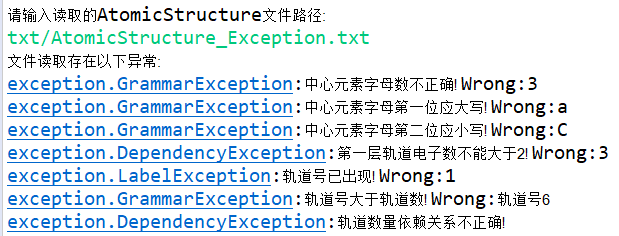 请输入读取的AtomicStructure文件路径:
txt/AtomicStructure_Exception.txt
文件读取存在以下异常:
exception.GrammarException:中心元素字母数不正确!Wrong:3
exception.GrammarException:中心元素字母第一位应大写!Wrong:a
exception.GrammarException:中心元素字母第二位应小写!Wrong:C
exception.DependencyException:第一层轨道电子数不能大于2!Wrong:3
exception.LabelException:轨道号已出现!Wrong:1
exception.GrammarException:轨道号大于轨道数!Wrong:轨道号6
exception.DependencyException:轨道数量依赖关系不正确!